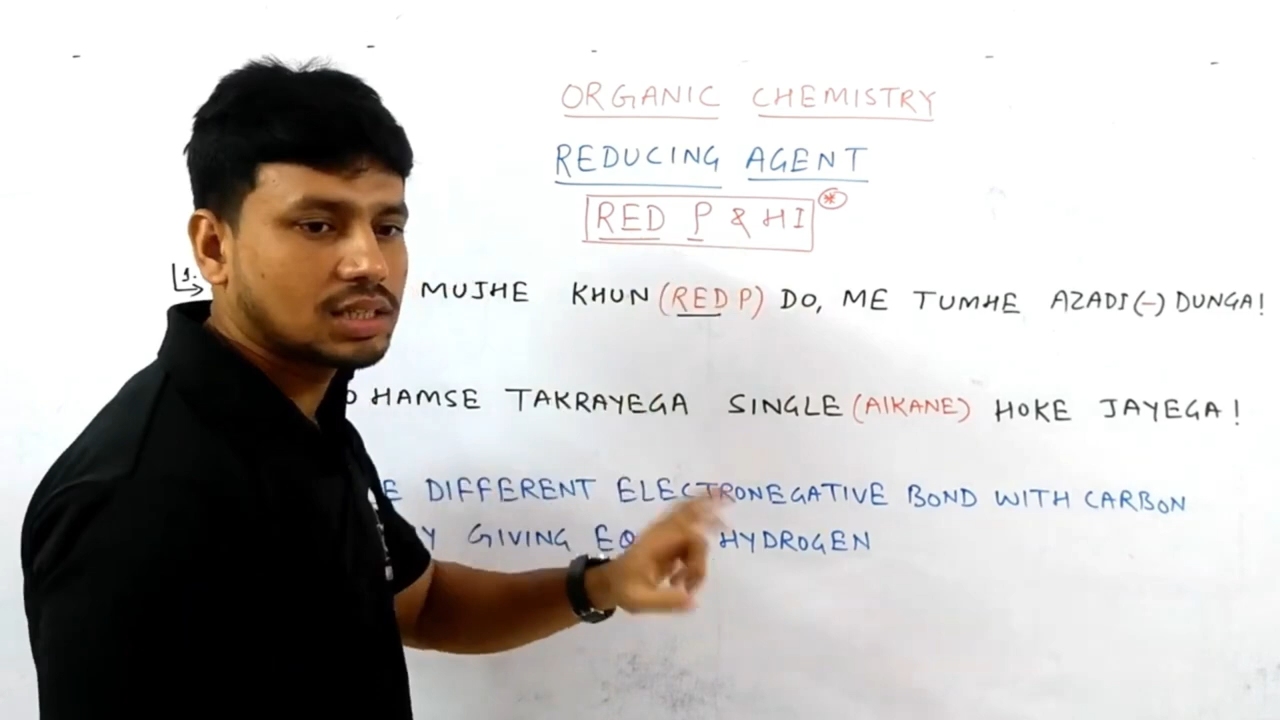 ORGANIC CHEMISTRY
REDUCING AGENT
RED P & HI *
1. MUJHE KHUN (RED P) DO, ME TUMHE AZADI (-) DUNGA!
HAMSE TAKRAYEGA SINGLE (AlKANE) HOKE JAYEGA!
DIFFERENT ELECTRONEGATIVE BOND WITH CARBON
GIVING HYDROGEN